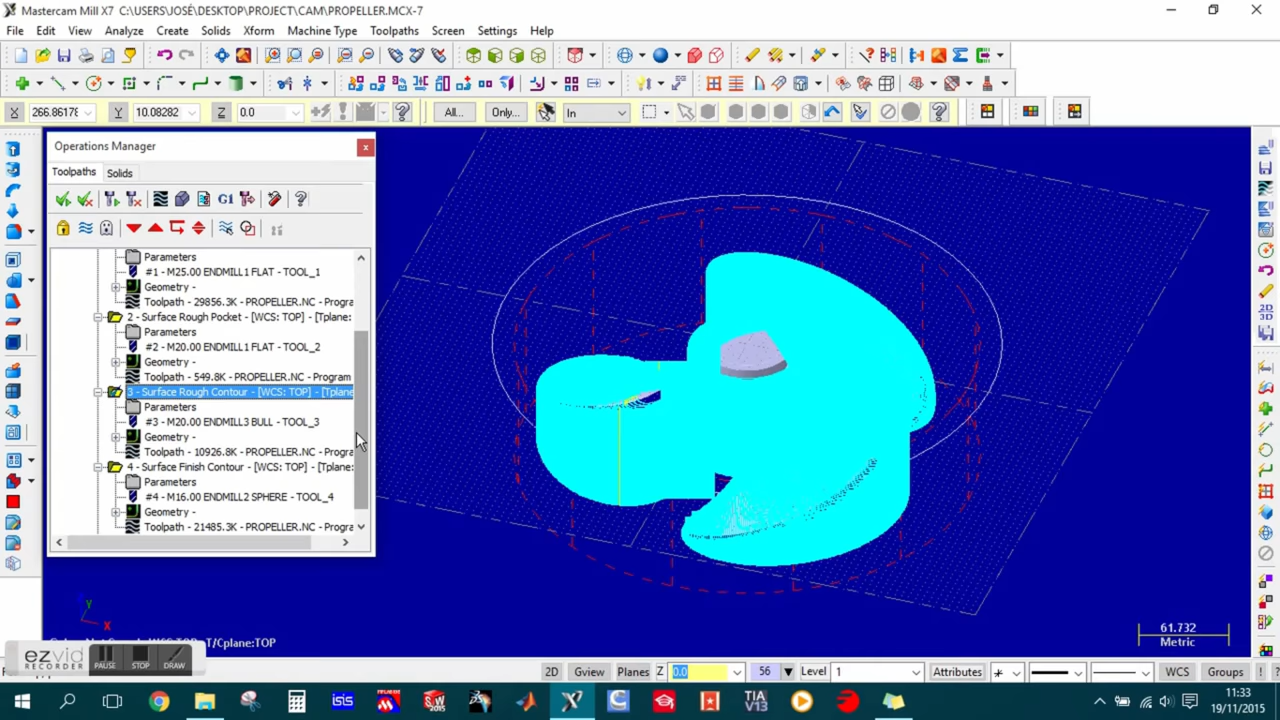 Mastercam Mill X7 C:\USERS\JOSÉ\DESKTOP\PROJECT\CAM\PROPELLER.MCX-7
File Edit View Analyze Create Solids Xform Machine Type Toolpaths Screen Settings Help
2D
3D
X 266.86178 Y 10.08282 Z 0.0 All... Only... In
Operations Manager
Toolpaths Solids
G1
Parameters
#1 - M25.00 ENDMILL1 FLAT - TOOL_1
Geometry -
Toolpath - 29856.3K - PROPELLER.NC - Progra
2 - Surface Rough Pocket - [WCS: TOP] - [Tplane:
Parameters
#2 - M20.00 ENDMILL1 FLAT - TOOL_2
Geometry -
Toolpath - 549.8K - PROPELLER.NC - Program
3 - Surface Rough Contour - [WCS: TOP] - [Tplane
Parameters
#3 - M20.00 ENDMILL3 BULL - TOOL_3
Geometry -
Toolpath - 10926.8K - PROPELLER.NC - Progra
4 - Surface Finish Contour - [WCS: TOP] - [Tplane:
Parameters
#4 - M16.00 ENDMILL2 SPHERE - TOOL_4
Geometry -
Toolpath - 21485.3K - PROPELLER.NC - Progra
Y
X
T/Cplane:TOP
61.732
Metric
ezvid
RECORDER
PAUSE STOP DRAW
2D Gview Planes Z 0.0 56 Level 1 Attributes WCS Groups ?
isis
SW
2015
TIA
V13
11:33
19/11/2015